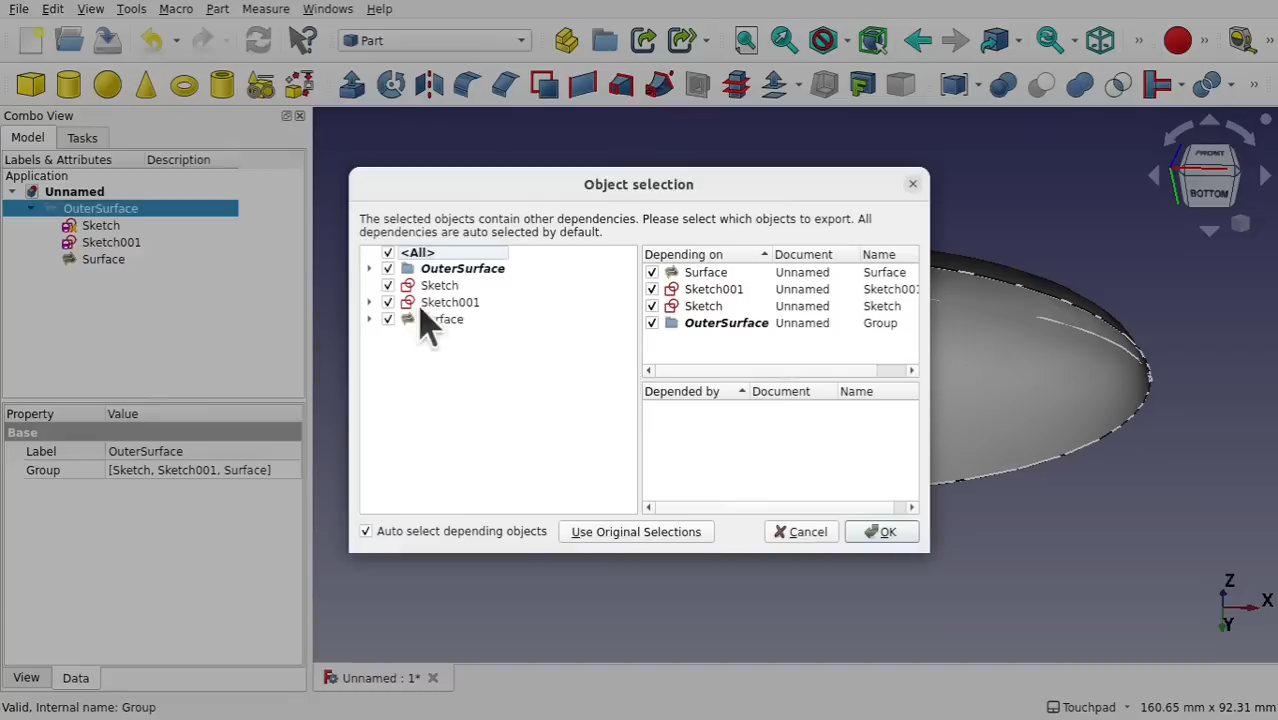 File Edit View Tools Macro Part Measure Windows Help
Part
Combo View
Model Tasks
Labels & Attributes Description
Application
Unnamed
OuterSurface
Sketch
Sketch001
Surface
Property Value
Base
Label OuterSurface
Group [Sketch, Sketch001, Surface]
View Data
Valid, Internal name: Group
Object selection
The selected objects contain other dependencies. Please select which objects to export. All
dependencies are auto selected by default.
<All>
OuterSurface
Sketch
Sketch001
Depending on Document Name
Surface Unnamed Surface
Sketch001 Unnamed Sketch001
Sketch Unnamed Sketch
OuterSurface Unnamed Group
Depended by Document Name
Auto select depending objects Use Original Selections Cancel OK
FRONT
BOTTOM
Z
X
Y
Unnamed : 1*
Touchpad 160.65 mm x 92.31 mm